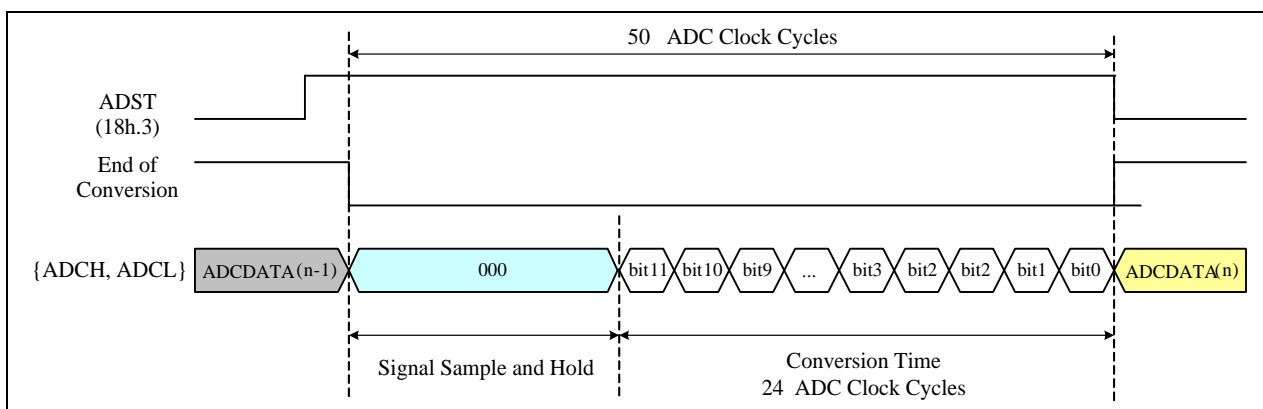 50 ADC Clock Cycles
ADST
(18h.3)
End of
Conversion
{ADCH, ADCL}
ADCDATA(n-1)
000
bit11
bit10
bit9
...
bit3
bit2
bit2
bit1
bit0
ADCDATA(n)
Signal Sample and Hold
Conversion Time
24 ADC Clock Cycles